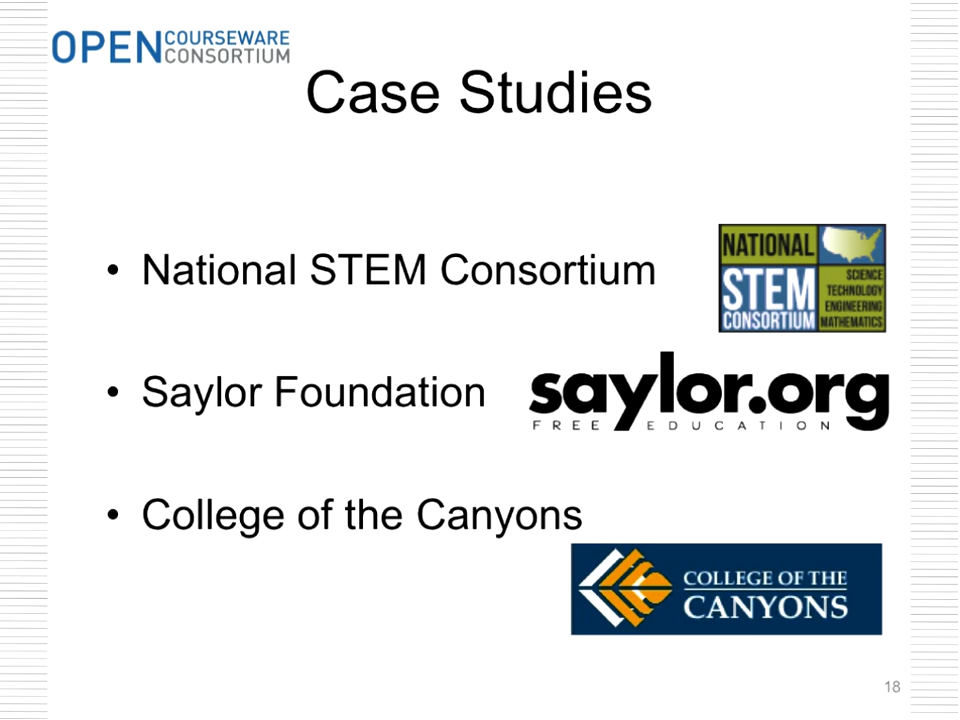 OPEN COURSEWARE
CONSORTIUM
Case Studies
• National STEM Consortium
NATIONAL
STEM
CONSORTIUM
SCIENCE
TECHNOLOGY
ENGINEERING
MATHEMATICS
• Saylor Foundation
saylor.org
FREE EDUCATION
• College of the Canyons
COLLEGE OF THE
CANYONS
18